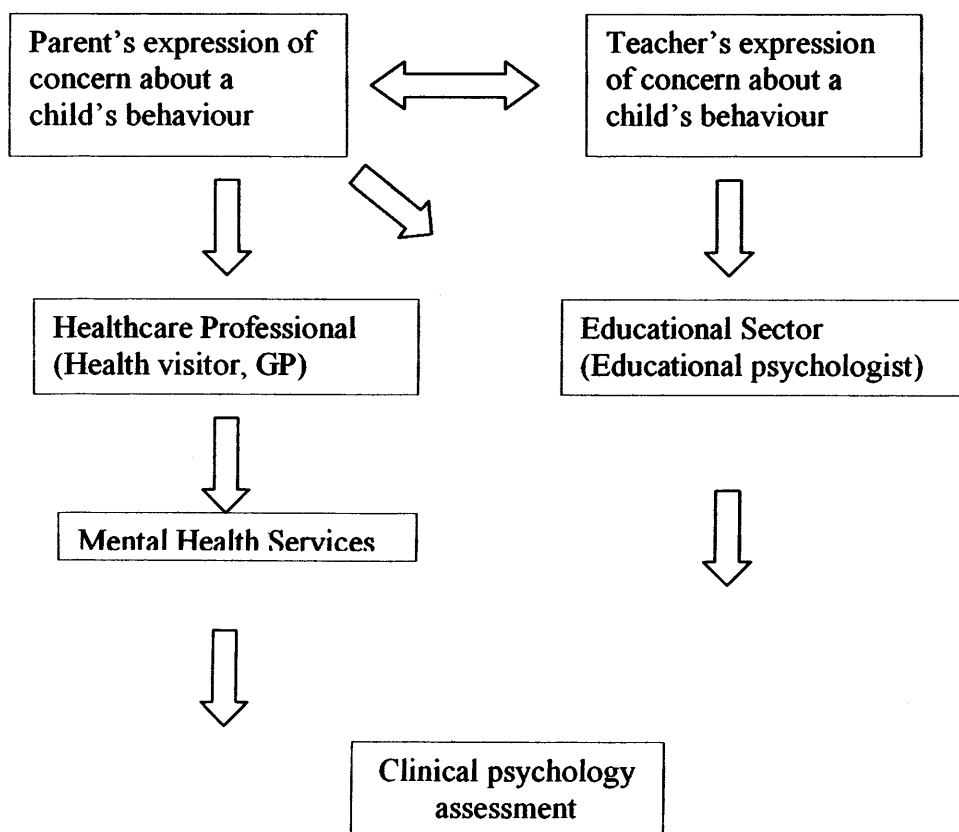 Parent's expression of
concern about a
child's behaviour
Teacher's expression
of concern about a
child's behaviour
Healthcare Professional
(Health visitor, GP)
Educational Sector
(Educational psychologist)
Mental Health Services
Clinical psychology
assessment